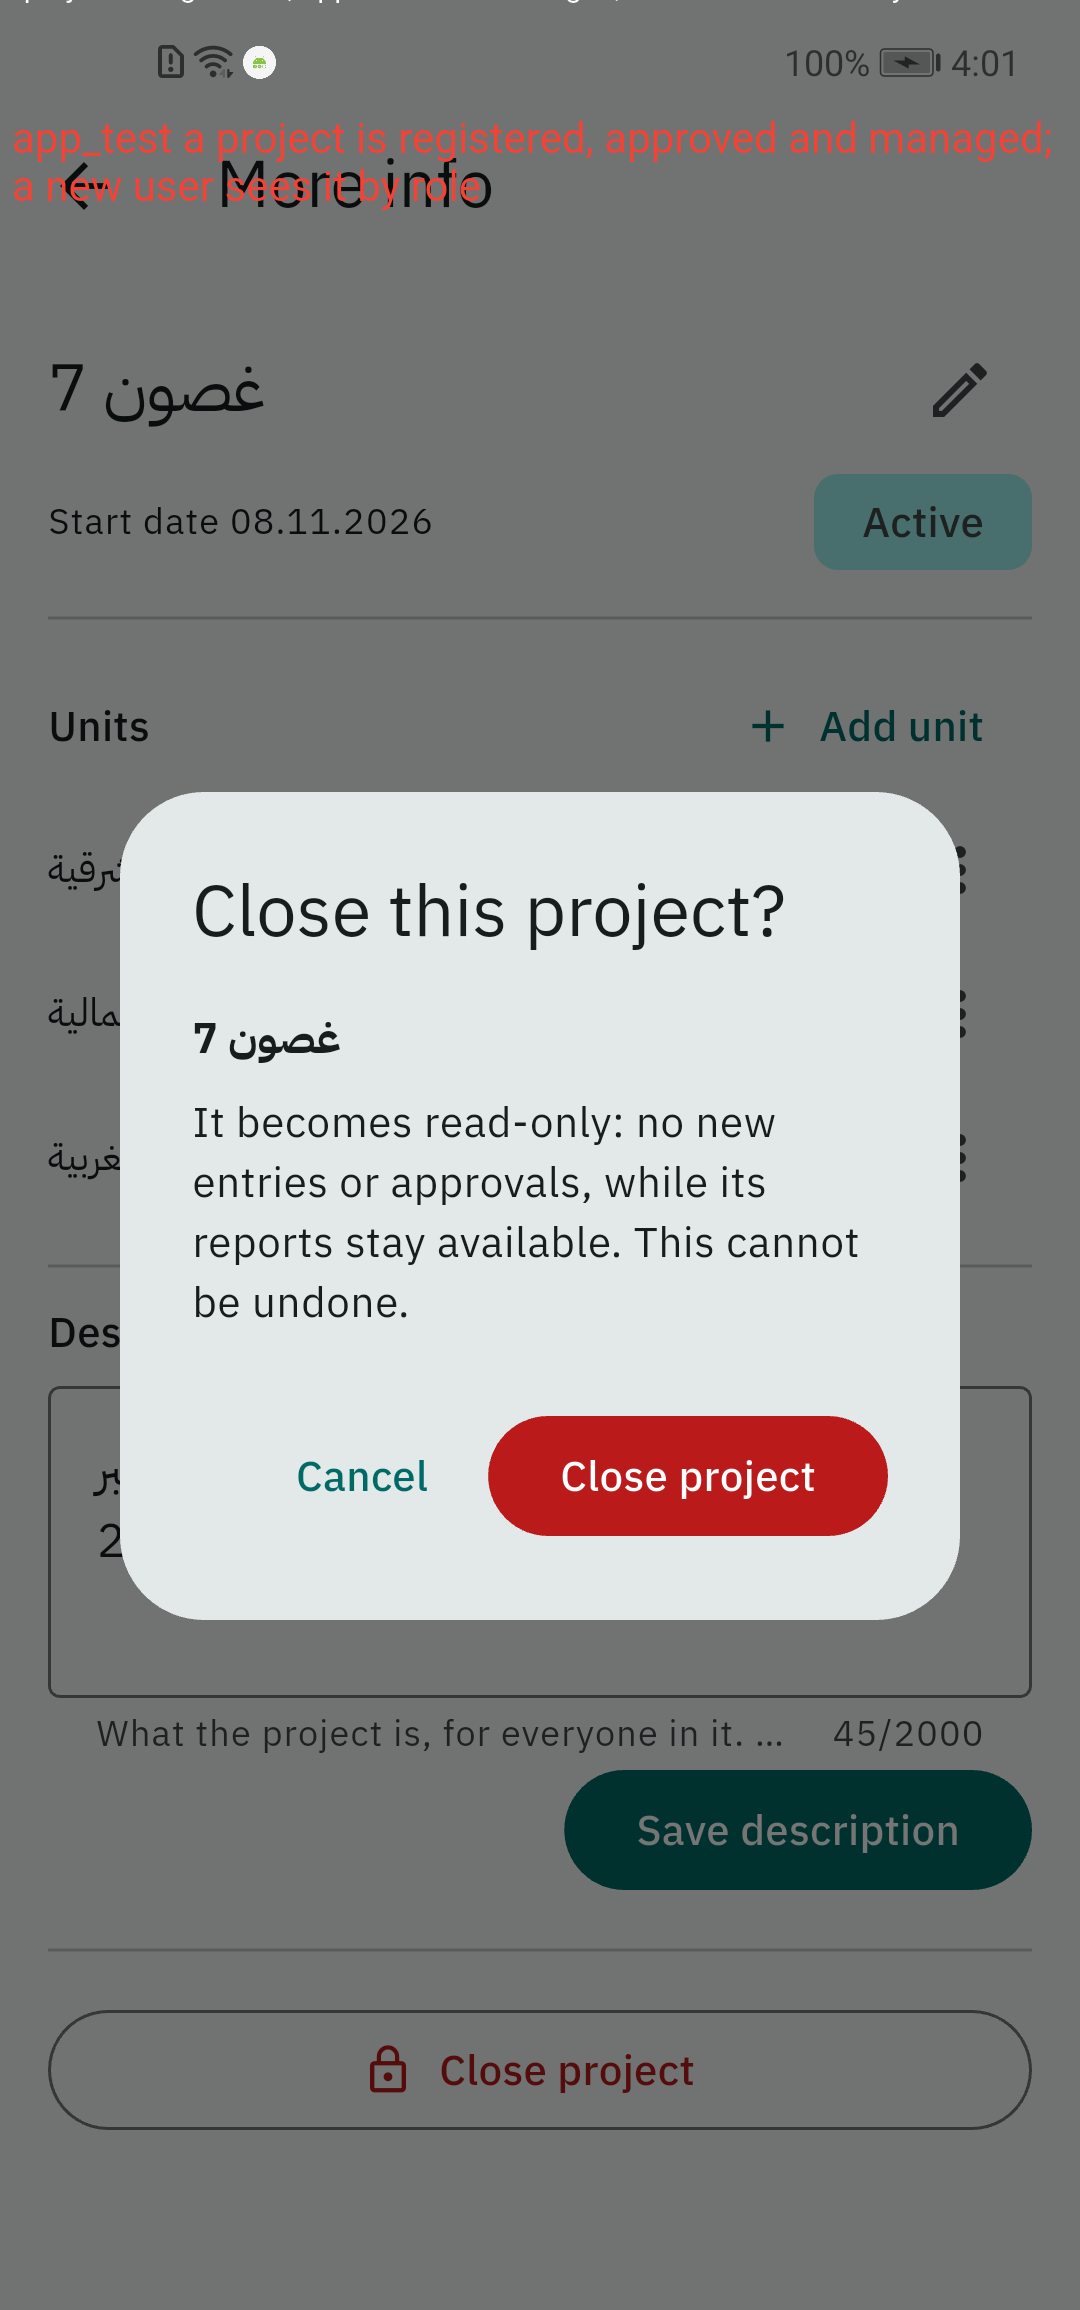 100% 4:01
app_test a project is registered, approved and managed;
a new user sees it by role
More info
غصون 7
Start date 08.11.2026
Active
Units
Add unit
Close this project?
غصون 7
It becomes read-only: no new
entries or approvals, while its
reports stay available. This cannot
be undone.
Cancel
Close project
What the project is, for everyone in it. ...
45/2000
Save description
Close project